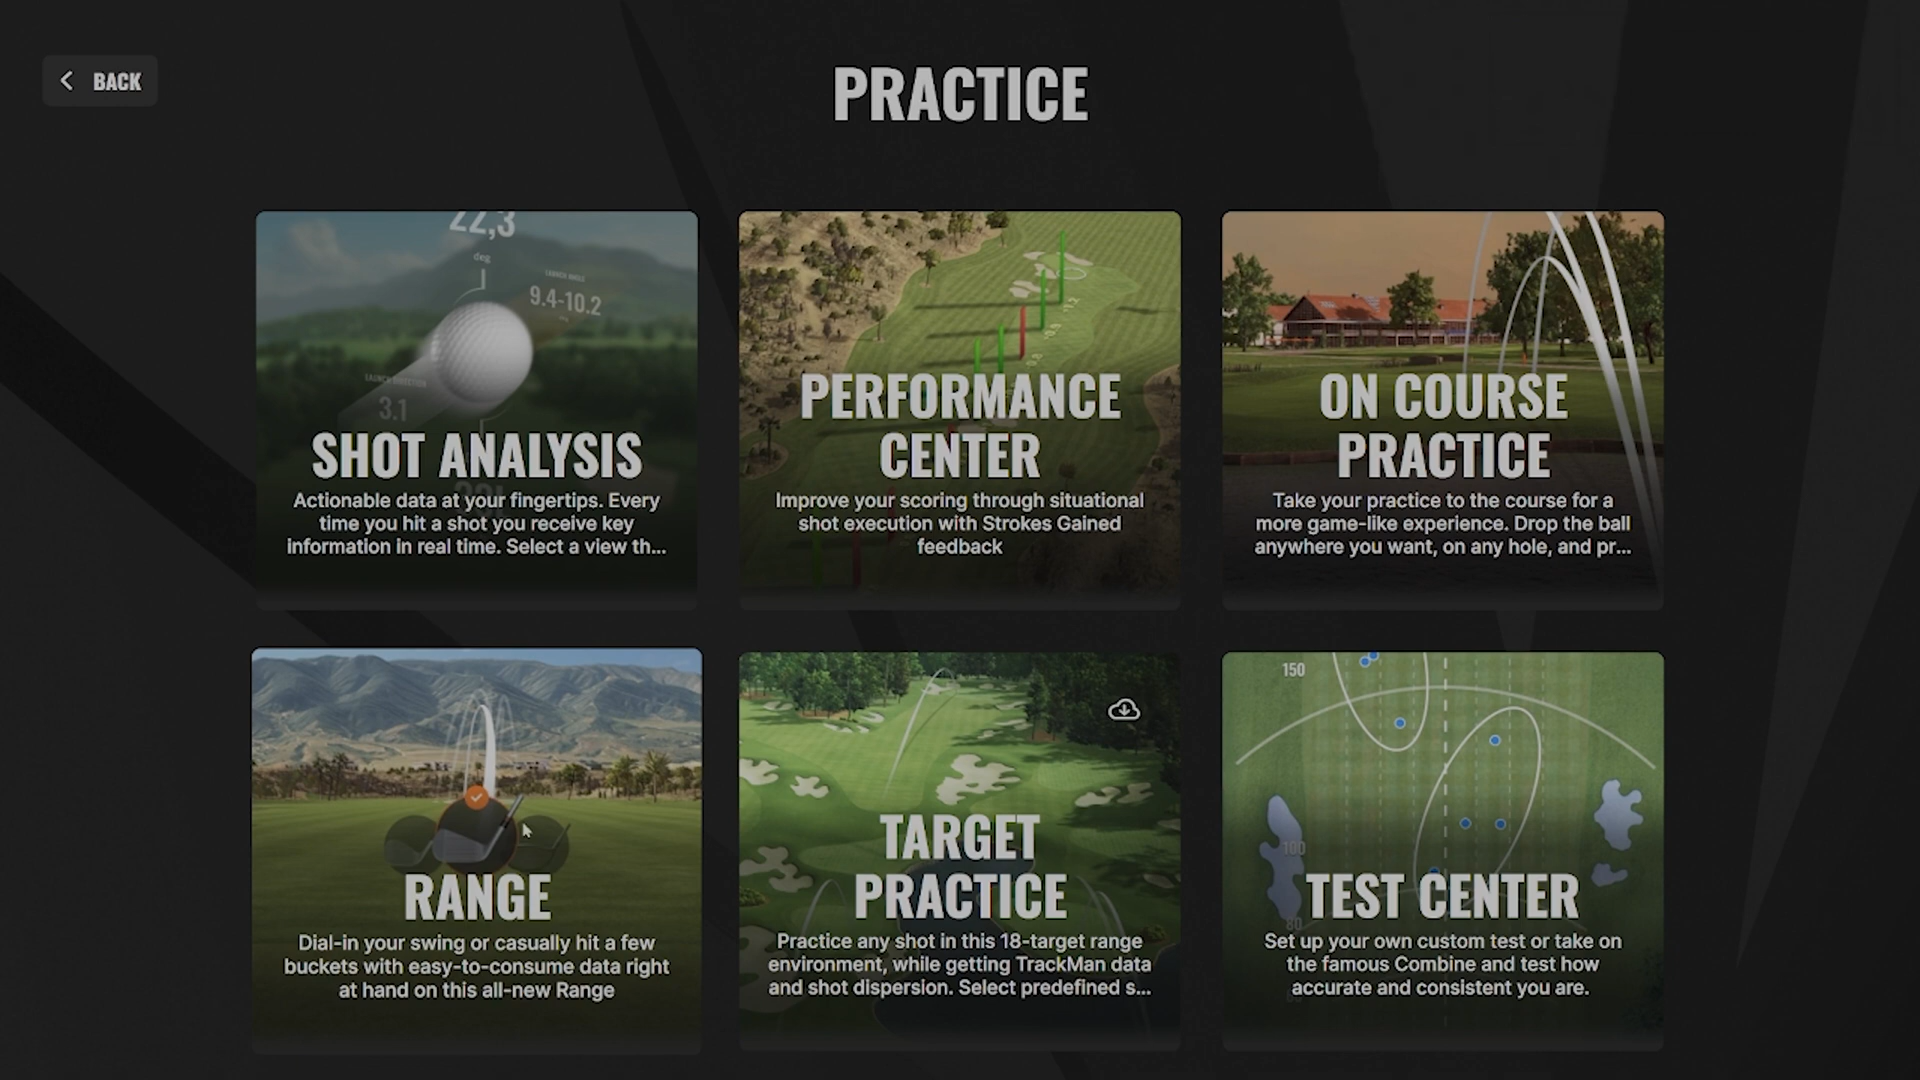 BACK
PRACTICE
22,3
deg
LAUNCH ANGLE
9.4-10.2
LAUNCH DIRECTION
3.1
SHOT ANALYSIS
Actionable data at your fingertips. Every
time you hit a shot you receive key
information in real time. Select a view th...
PERFORMANCE
CENTER
Improve your scoring through situational
shot execution with Strokes Gained
feedback
ON COURSE
PRACTICE
Take your practice to the course for a
more game-like experience. Drop the ball
anywhere you want, on any hole, and pr...
RANGE
Dial-in your swing or casually hit a few
buckets with easy-to-consume data right
at hand on this all-new Range
TARGET
PRACTICE
Practice any shot in this 18-target range
environment, while getting TrackMan data
and shot dispersion. Select predefined s...
150
100
80
TEST CENTER
Set up your own custom test or take on
the famous Combine and test how
accurate and consistent you are.